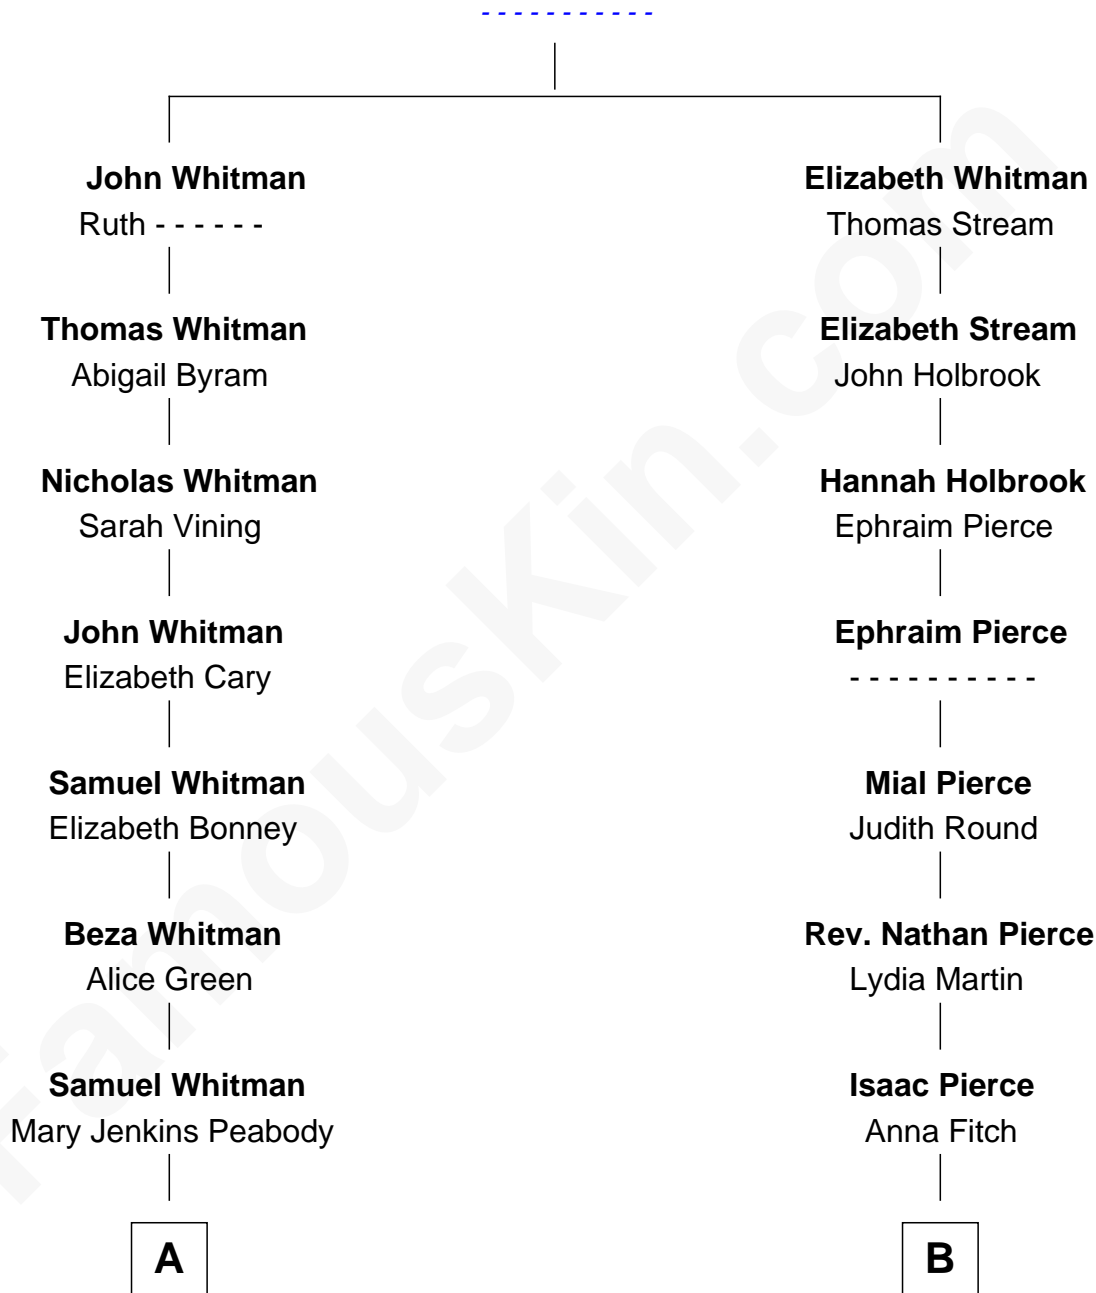 - - - - - - - - - - -
John Whitman
Ruth - - - - - -
Elizabeth Whitman
Thomas Stream
Thomas Whitman
Abigail Byram
Elizabeth Stream
John Holbrook
Nicholas Whitman
Sarah Vining
Hannah Holbrook
Ephraim Pierce
John Whitman
Elizabeth Cary
Ephraim Pierce
- - - - - - - - - -
Samuel Whitman
Elizabeth Bonney
Mial Pierce
Judith Round
Beza Whitman
Alice Green
Rev. Nathan Pierce
Lydia Martin
Samuel Whitman
Mary Jenkins Peabody
Isaac Pierce
Anna Fitch
A
B
FamousKin.com